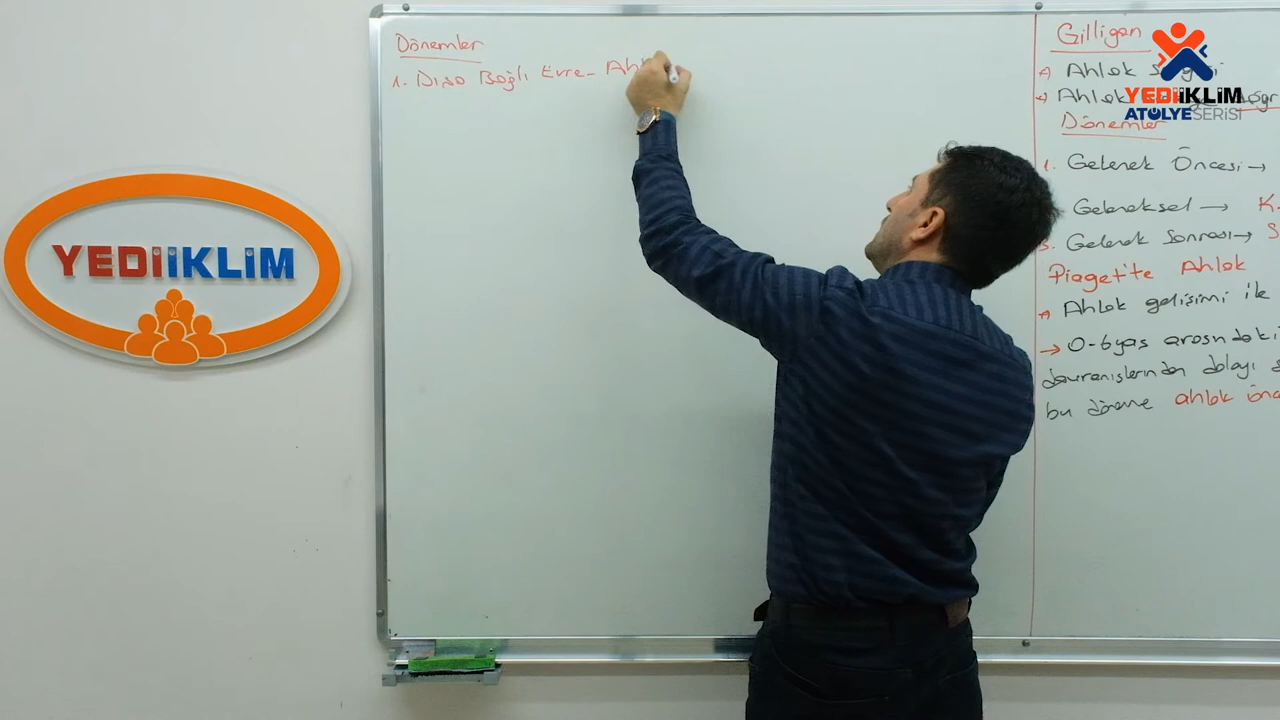 Dönemler
1. Dışa Bağlı Evre - Ah
Gilligan
Ahlak
Ahlak
Dönemler
1. Gelenek Öncesi →
Geleneksel → K.
3. Gelenek Sonrası → S
Piaget'te Ahlak
Ahlak gelişimi ile
→ 0-6 yaş arasındaki
davranışlarından dolayı
bu döneme ahlak önc
YEDİİKLİM
ATÖLYE SERİSİ
YEDİİKLİM